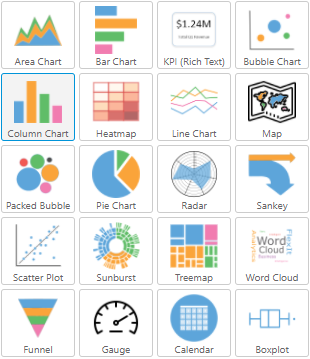 $1.24M
Area Chart
Bar Chart
KPI (Rich Text)
Bubble Chart
Column Chart
Heatmap
Line Chart
Map
Packed Bubble
Pie Chart
Radar
Sankey
Scatter Plot
Sunburst
Word
Cloud
Treemap
Word Cloud
Funnel
Gauge
Calendar
Boxplot